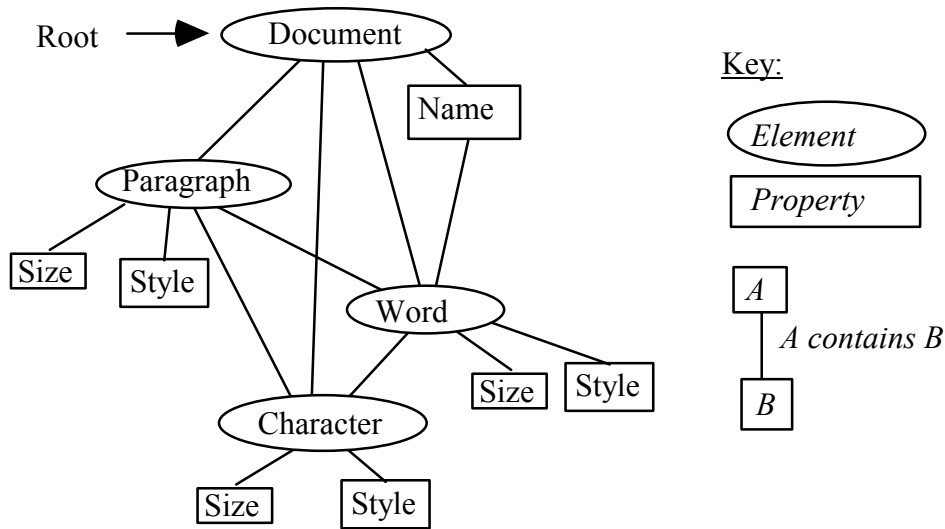 Root
Document
Key:
Name
Element
Paragraph
Property
Size
Style
A
Word
A contains B
Size
Style
B
Character
Size
Style